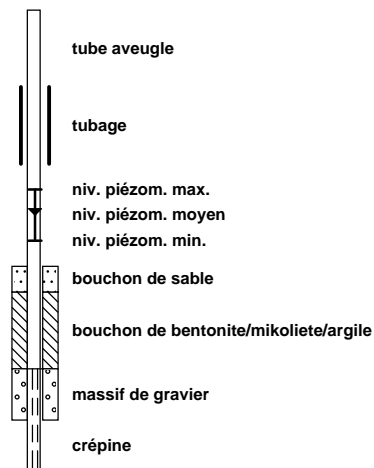 tube aveugle
tubage
niv. piézom. max.
niv. piézom. moyen
niv. piézom. min.
bouchon de sable
bouchon de bentonite/mikoliete/argile
massif de gravier
crépine